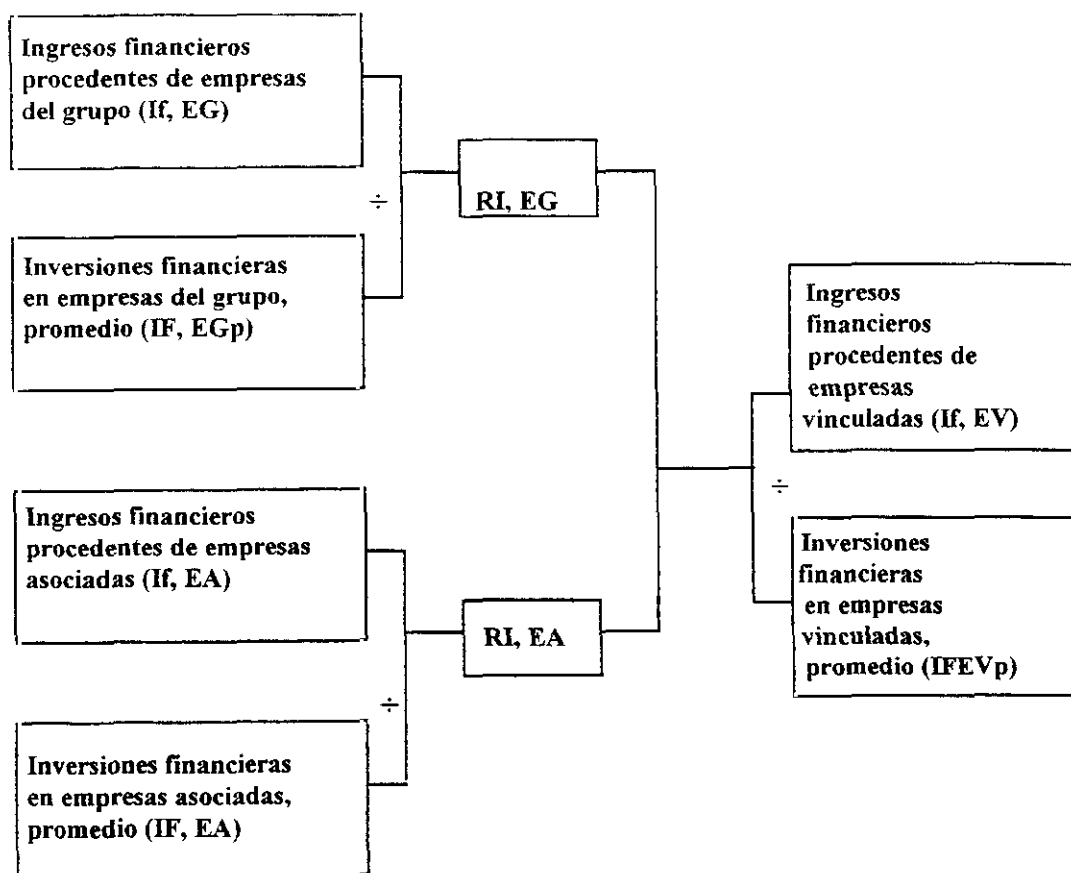 Ingresos financieros
procedentes de empresas
del grupo (If, EG)
÷
RI, EG
Inversiones financieras
en empresas del grupo,
promedio (IF, EGp)
Ingresos
financieros
procedentes de
empresas
vinculadas (If, EV)
÷
Inversiones
financieras
en empresas
vinculadas,
promedio (IFEVp)
Ingresos financieros
procedentes de empresas
asociadas (If, EA)
÷
RI, EA
Inversiones financieras
en empresas asociadas,
promedio (IF, EA)